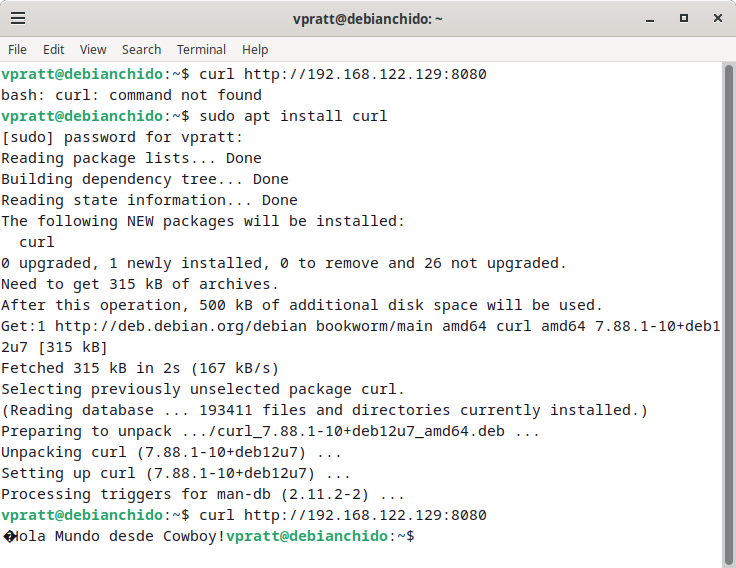 vpratt@debianchido: ~
File Edit View Search Terminal Help
vpratt@debianchido:~$ curl http://192.168.122.129:8080
bash: curl: command not found
vpratt@debianchido:~$ sudo apt install curl
[sudo] password for vpratt:
Reading package lists... Done
Building dependency tree... Done
Reading state information... Done
The following NEW packages will be installed:
  curl
0 upgraded, 1 newly installed, 0 to remove and 26 not upgraded.
Need to get 315 kB of archives.
After this operation, 500 kB of additional disk space will be used.
Get:1 http://deb.debian.org/debian bookworm/main amd64 curl amd64 7.88.1-10+deb1
2u7 [315 kB]
Fetched 315 kB in 2s (167 kB/s)
Selecting previously unselected package curl.
(Reading database ... 193411 files and directories currently installed.)
Preparing to unpack .../curl_7.88.1-10+deb12u7_amd64.deb ...
Unpacking curl (7.88.1-10+deb12u7) ...
Setting up curl (7.88.1-10+deb12u7) ...
Processing triggers for man-db (2.11.2-2) ...
vpratt@debianchido:~$ curl http://192.168.122.129:8080
�Hola Mundo desde Cowboy!vpratt@debianchido:~$